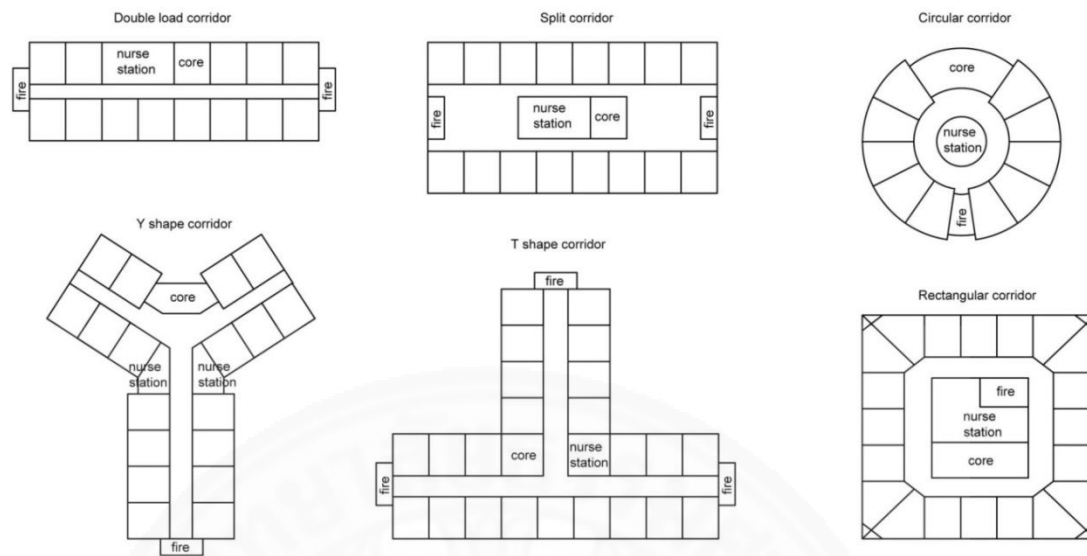 Double load corridor
nurse
station
core
fire
fire
Split corridor
fire
nurse
station
core
fire
Circular corridor
core
nurse
station
fire
Y shape corridor
core
nurse
station
nurse
station
fire
T shape corridor
fire
core
nurse
station
fire
fire
Rectangular corridor
fire
nurse
station
core